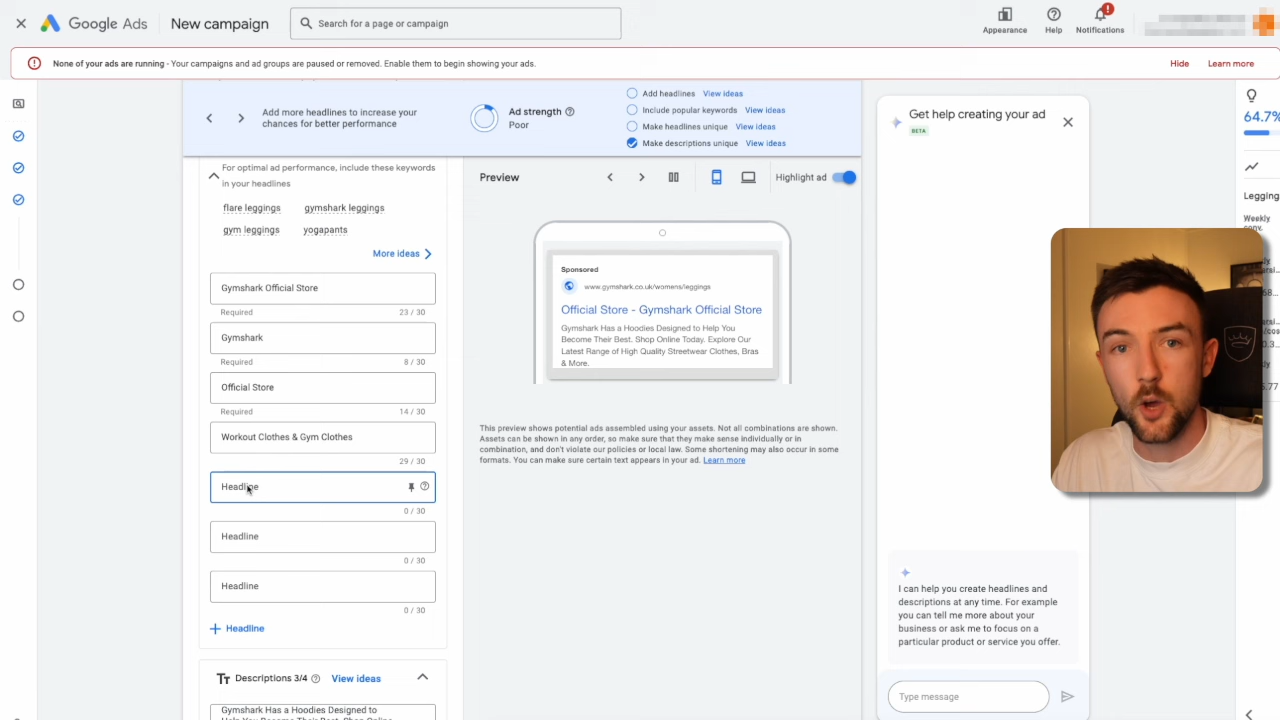 Google Ads
New campaign
Search for a page or campaign
Appearance
Help
Notifications
None of your ads are running - Your campaigns and ad groups are paused or removed. Enable them to begin showing your ads.
Hide
Learn more
Add more headlines to increase your
chances for better performance
Ad strength
Poor
Add headlines View ideas
Include popular keywords View ideas
Make headlines unique View ideas
Make descriptions unique View ideas
For optimal ad performance, include these keywords
in your headlines
flare leggings
gymshark leggings
gym leggings
yogapants
More ideas
Gymshark Official Store
Required
23 / 30
Gymshark
Required
8 / 30
Official Store
Required
14 / 30
Workout Clothes & Gym Clothes
29 / 30
Headline
0 / 30
Headline
0 / 30
Headline
0 / 30
+ Headline
Tт Descriptions 3/4 View ideas
Gymshark Has a Hoodies Designed to
Preview
Highlight ad
Sponsored
www.gymshark.co.uk/womens/leggings
Official Store - Gymshark Official Store
Gymshark Has a Hoodies Designed to Help You
Become Their Best. Shop Online Today. Explore Our
Latest Range of High Quality Streetwear Clothes, Bras
& More.
This preview shows potential ads assembled using your assets. Not all combinations are shown.
Assets can be shown in any order, so make sure that they make sense individually or in
combination, and don't violate our policies or local law. Some shortening may also occur in some
formats. You can make sure certain text appears in your ad. Learn more
Get help creating your ad
BETA
I can help you create headlines and
descriptions at any time. For example
you can tell me more about your
business or ask me to focus on a
particular product or service you offer.
Type message
64.7%
Legging
Weekly